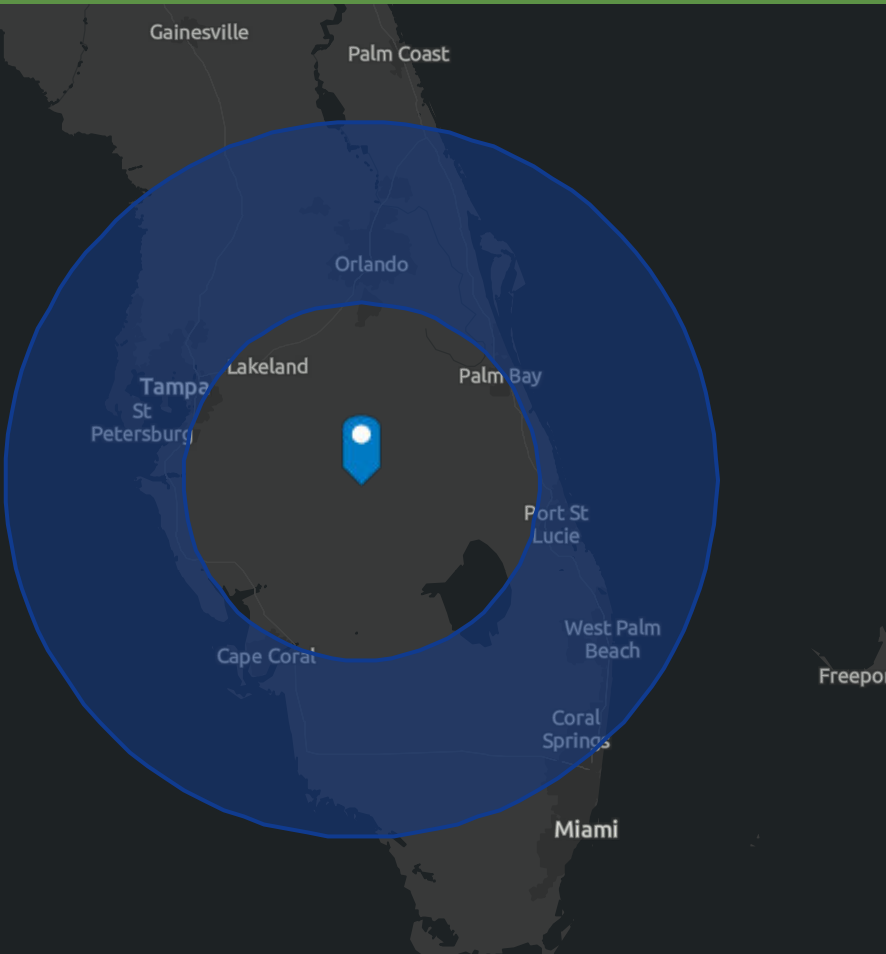 Gainesville
Palm Coast
Orlando
Lakeland
Palm Bay
Tampa
St
Petersburg
Port St
Lucie
West Palm
Beach
Cape Coral
Freepor
Coral
Springs
Miami